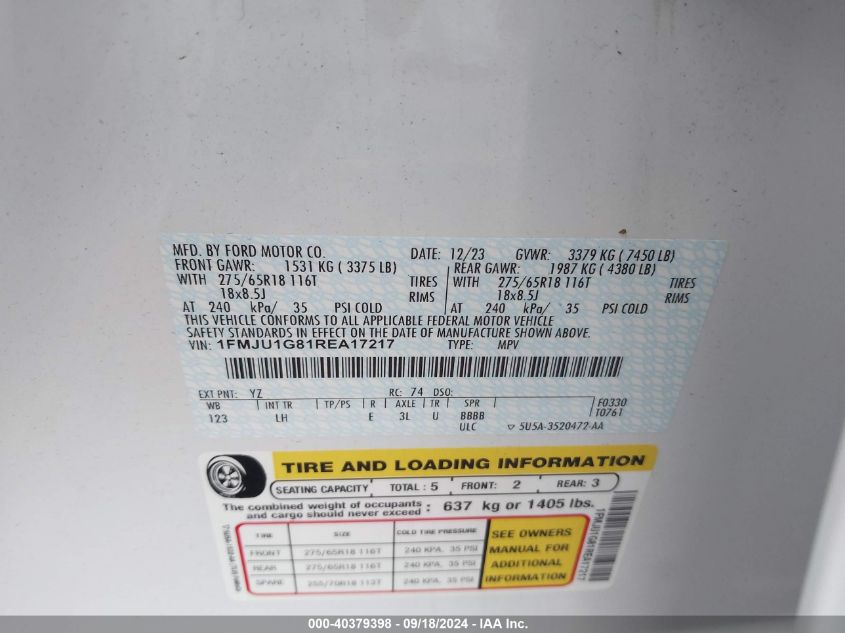 MFD. BY FORD MOTOR CO. DATE: 12/23 GVWR: 3379 KG ( 7450 LB)
FRONT GAWR: 1531 KG ( 3375 LB) REAR GAWR: 1987 KG ( 4380 LB)
WITH 275/65R18 116T TIRES WITH 275/65R18 116T TIRES
18x8.5J RIMS 18x8.5J RIMS
AT 240 kPa/ 35 PSI COLD AT 240 kPa/ 35 PSI COLD
THIS VEHICLE CONFORMS TO ALL APPLICABLE FEDERAL MOTOR VEHICLE
SAFETY STANDARDS IN EFFECT ON THE DATE OF MANUFACTURE SHOWN ABOVE.
VIN: 1FMJU1G81REA17217 TYPE: MPV
EXT PNT: YZ RC: 74 DSO:
WB INT TR TP/PS R AXLE TR SPR F0330
123 LH E 3L U BBBB T0761
ULC ▽ 5U5A-3520472-AA
TIRE AND LOADING INFORMATION
SEATING CAPACITY TOTAL : 5 FRONT: 2 REAR: 3
The combined weight of occupants and cargo should never exceed : 637 kg or 1405 lbs.
TIRE SIZE COLD TIRE PRESSURE
FRONT 275/65R18 116T 240 KPA, 35 PSI
REAR 275/65R18 116T 240 KPA, 35 PSI
SPARE 255/70R18 113T 240 KPA, 35 PSI
SEE OWNERS
MANUAL FOR
ADDITIONAL
INFORMATION
1FMJU1G81REA17217
000-40379398 - 09/18/2024 - IAA Inc.